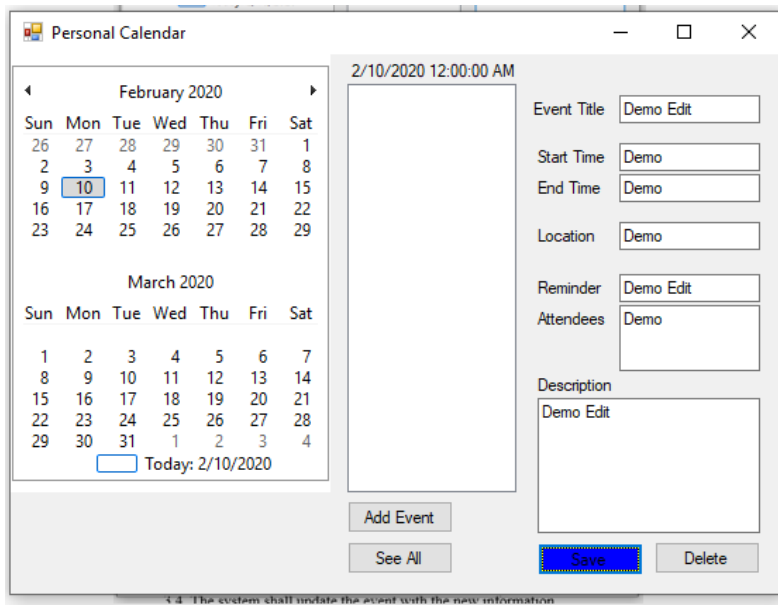 Personal Calendar
February 2020
Sun Mon Tue Wed Thu Fri Sat
26 27 28 29 30 31 1
2 3 4 5 6 7 8
9 10 11 12 13 14 15
16 17 18 19 20 21 22
23 24 25 26 27 28 29
March 2020
Sun Mon Tue Wed Thu Fri Sat
1 2 3 4 5 6 7
8 9 10 11 12 13 14
15 16 17 18 19 20 21
22 23 24 25 26 27 28
29 30 31 1 2 3 4
Today: 2/10/2020
2/10/2020 12:00:00 AM
Add Event
See All
Event Title Demo Edit
Start Time Demo
End Time Demo
Location Demo
Reminder Demo Edit
Attendees Demo
Description
Demo Edit
Save Delete
3.4 The system shall update the event with the new information